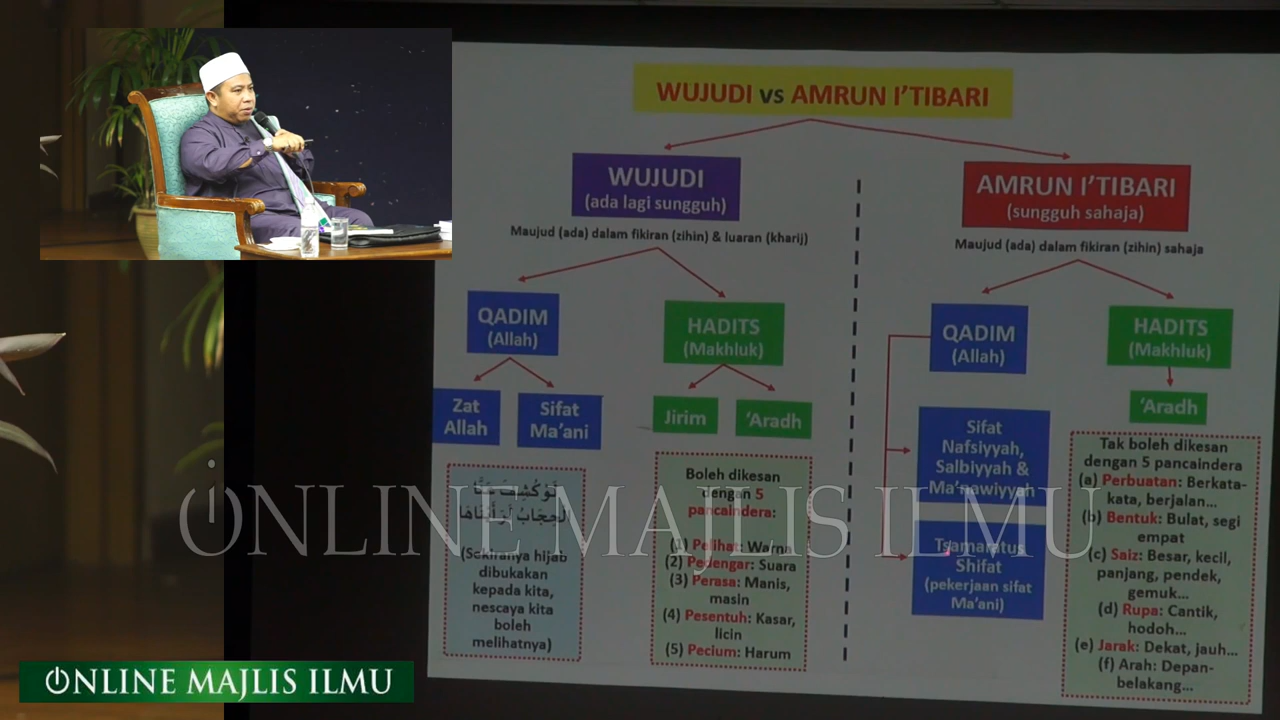 WUJUDI vs AMRUN I'TIBARI
WUJUDI
(ada lagi sungguh)
Maujud (ada) dalam fikiran (zihin) & luaran (kharij)
QADIM
(Allah)
HADITS
(Makhluk)
Zat
Allah
Sifat
Ma'ani
Jirim
'Aradh
لَوْ كُشِفَ عَنَّا
الْحِجَابُ لَرَأَيْنَاهَا
(Sekiranya hijab
dibukakan
kepada kita,
nescaya kita
boleh
melihatnya)
Boleh dikesan
dengan 5
pancaindera:
(1) Pelihat: Warna
(2) Pedengar: Suara
(3) Perasa: Manis,
masin
(4) Pesentuh: Kasar,
licin
(5) Pecium: Harum
AMRUN I'TIBARI
(sungguh sahaja)
Maujud (ada) dalam fikiran (zihin) sahaja
QADIM
(Allah)
HADITS
(Makhluk)
Sifat
Nafsiyyah,
Salbiyyah &
Ma'nawiyyah
Tsamaratus
Shifat
(pekerjaan sifat
Ma'ani)
'Aradh
Tak boleh dikesan
dengan 5 pancaindera
(a) Perbuatan: Berkata-
kata, berjalan...
(b) Bentuk: Bulat, segi
empat
(c) Saiz: Besar, kecil,
panjang, pendek,
gemuk...
(d) Rupa: Cantik,
hodoh...
(e) Jarak: Dekat, jauh...
(f) Arah: Depan-
belakang...
ONLINE MAJLIS ILMU
ONLINE MAJLIS ILMU